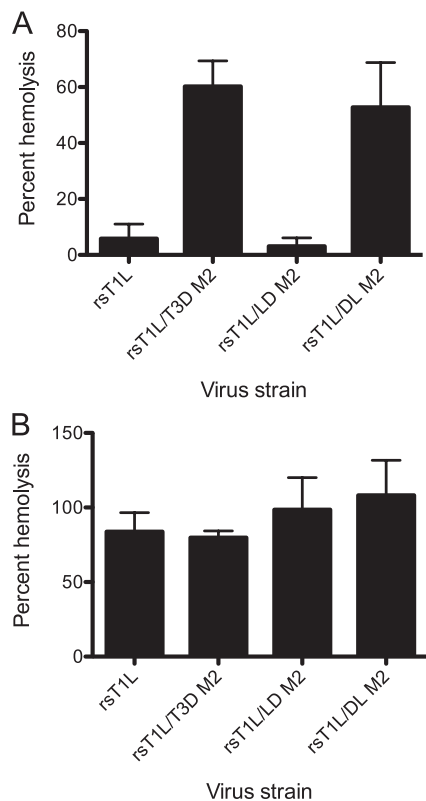 A
Percent hemolysis
80
60
40
20
0
rsT1L
rsT1L/T3D M2
rsT1L/LD M2
rsT1L/DL M2
Virus strain
B
Percent hemolysis
150
100
50
0
rsT1L
rsT1L/T3D M2
rsT1L/LD M2
rsT1L/DL M2
Virus strain